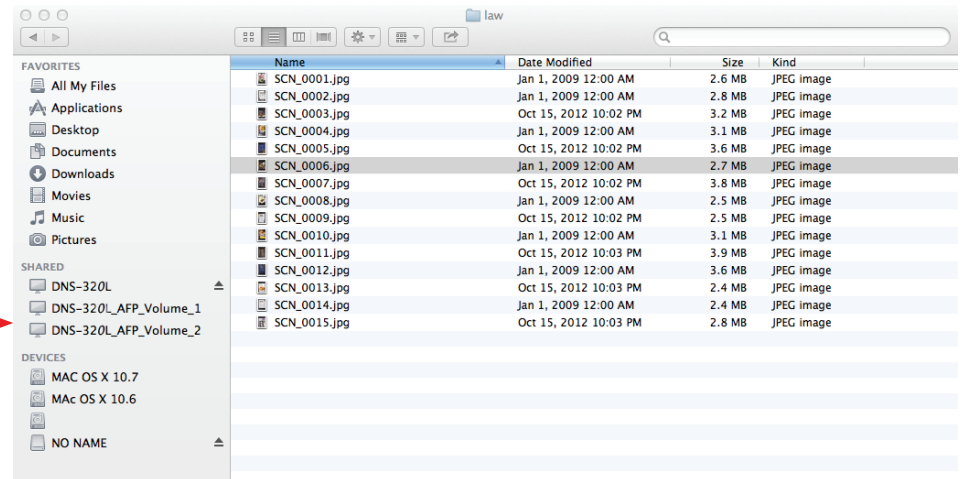 law
FAVORITES
All My Files
Applications
Desktop
Documents
Downloads
Movies
Music
Pictures
SHARED
DNS-320L
DNS-320L_AFP_Volume_1
DNS-320L_AFP_Volume_2
DEVICES
MAC OS X 10.7
MAc OS X 10.6
NO NAME
Name Date Modified Size Kind
SCN_0001.jpg Jan 1, 2009 12:00 AM 2.6 MB JPEG image
SCN_0002.jpg Jan 1, 2009 12:00 AM 2.8 MB JPEG image
SCN_0003.jpg Oct 15, 2012 10:02 PM 3.2 MB JPEG image
SCN_0004.jpg Jan 1, 2009 12:00 AM 3.1 MB JPEG image
SCN_0005.jpg Oct 15, 2012 10:02 PM 3.6 MB JPEG image
SCN_0006.jpg Jan 1, 2009 12:00 AM 2.7 MB JPEG image
SCN_0007.jpg Oct 15, 2012 10:02 PM 3.8 MB JPEG image
SCN_0008.jpg Jan 1, 2009 12:00 AM 2.5 MB JPEG image
SCN_0009.jpg Oct 15, 2012 10:02 PM 2.5 MB JPEG image
SCN_0010.jpg Jan 1, 2009 12:00 AM 3.1 MB JPEG image
SCN_0011.jpg Oct 15, 2012 10:03 PM 3.9 MB JPEG image
SCN_0012.jpg Jan 1, 2009 12:00 AM 3.6 MB JPEG image
SCN_0013.jpg Oct 15, 2012 10:03 PM 2.4 MB JPEG image
SCN_0014.jpg Jan 1, 2009 12:00 AM 2.4 MB JPEG image
SCN_0015.jpg Oct 15, 2012 10:03 PM 2.8 MB JPEG image